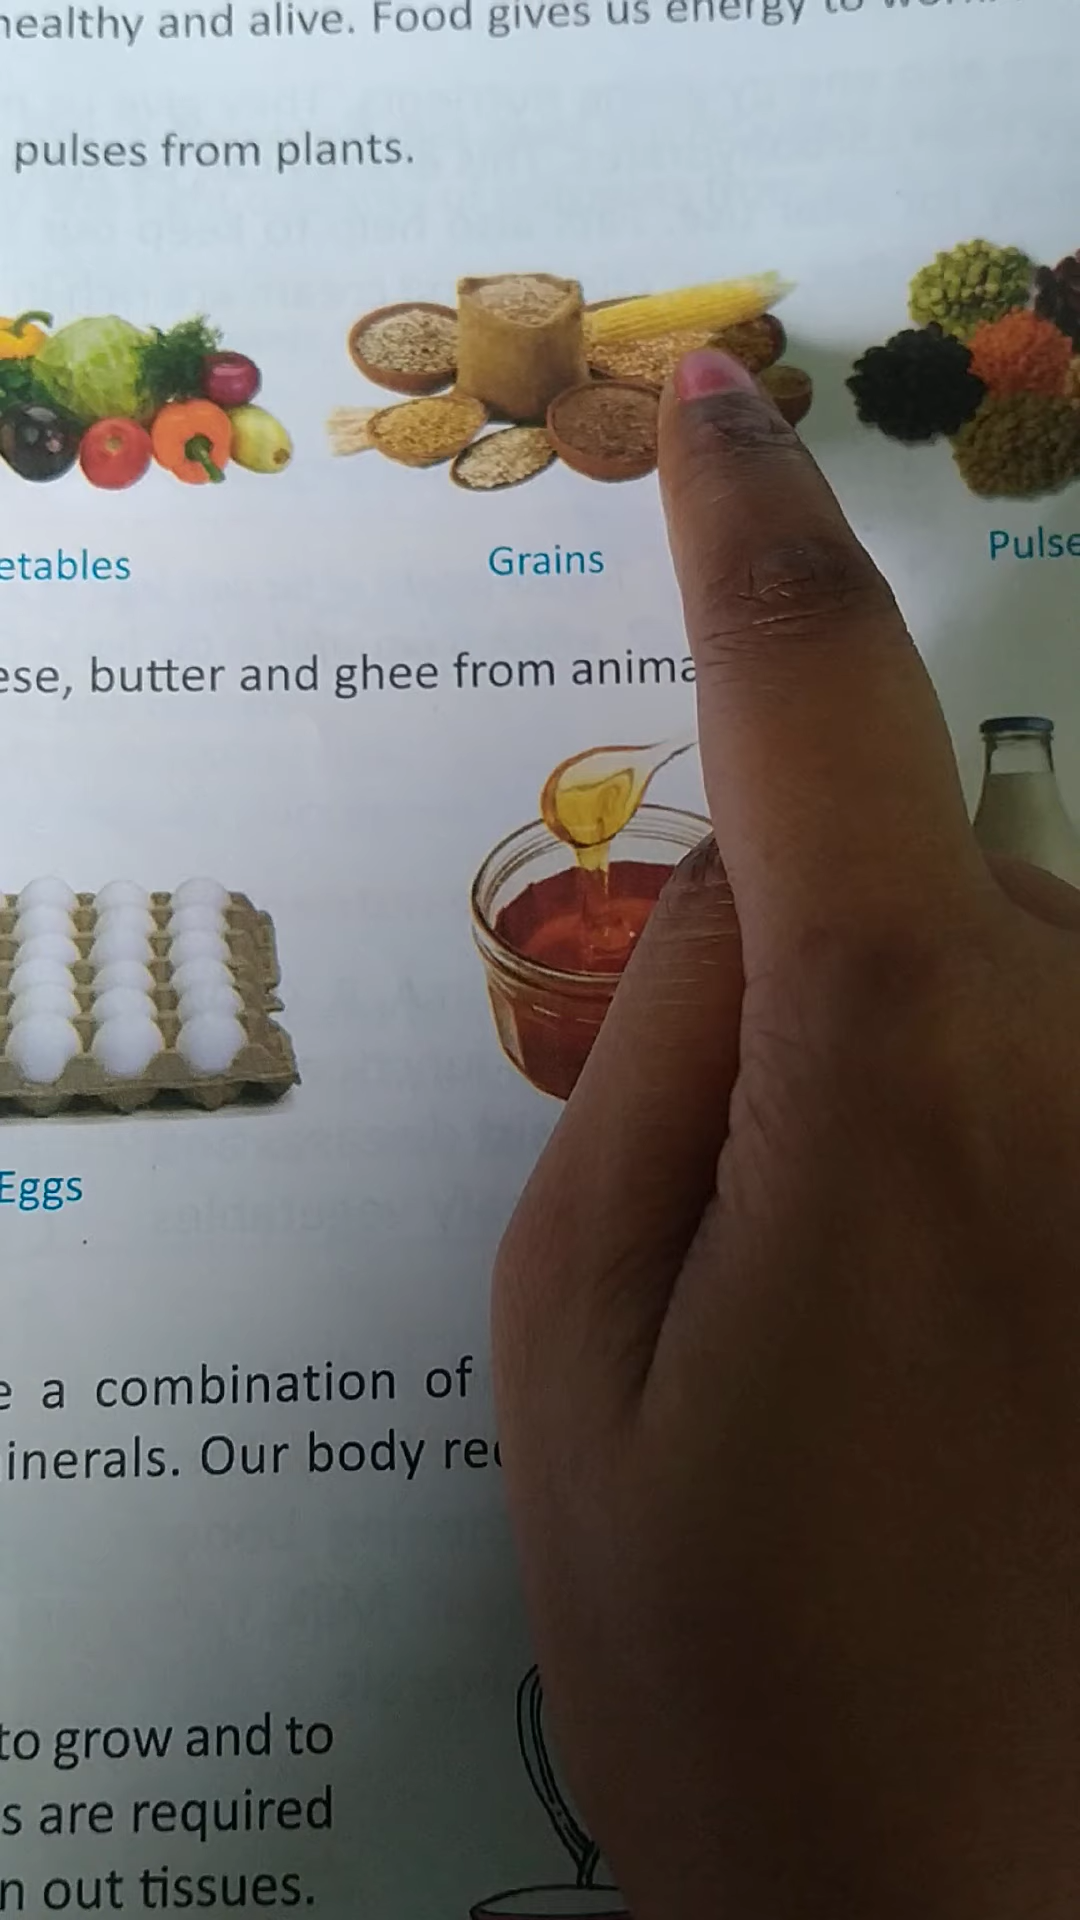 healthy and alive. Food gives us energy to
pulses from plants.
etables
Grains
Pulse
ese, butter and ghee from anima
Eggs
e a combination of
inerals. Our body re
to grow and to
s are required
n out tissues.